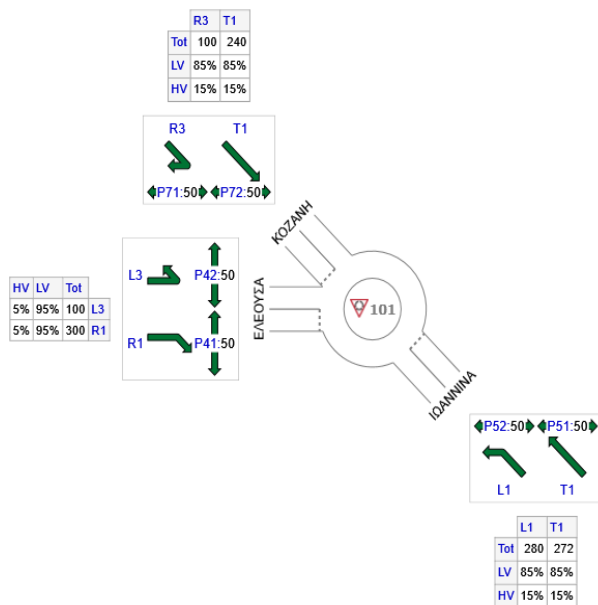 R3 T1
Tot 100 240
LV 85% 85%
HV 15% 15%
R3 T1
P71:50 P72:50
ΚΟΖΑΝΗ
ΕΛΕΟΥΣΑ
L3 P42:50
R1 P41:50
HV LV Tot
5% 95% 100 L3
5% 95% 300 R1
101
ΙΩΑΝΝΙΝΑ
P52:50 P51:50
L1 T1
L1 T1
Tot 280 272
LV 85% 85%
HV 15% 15%